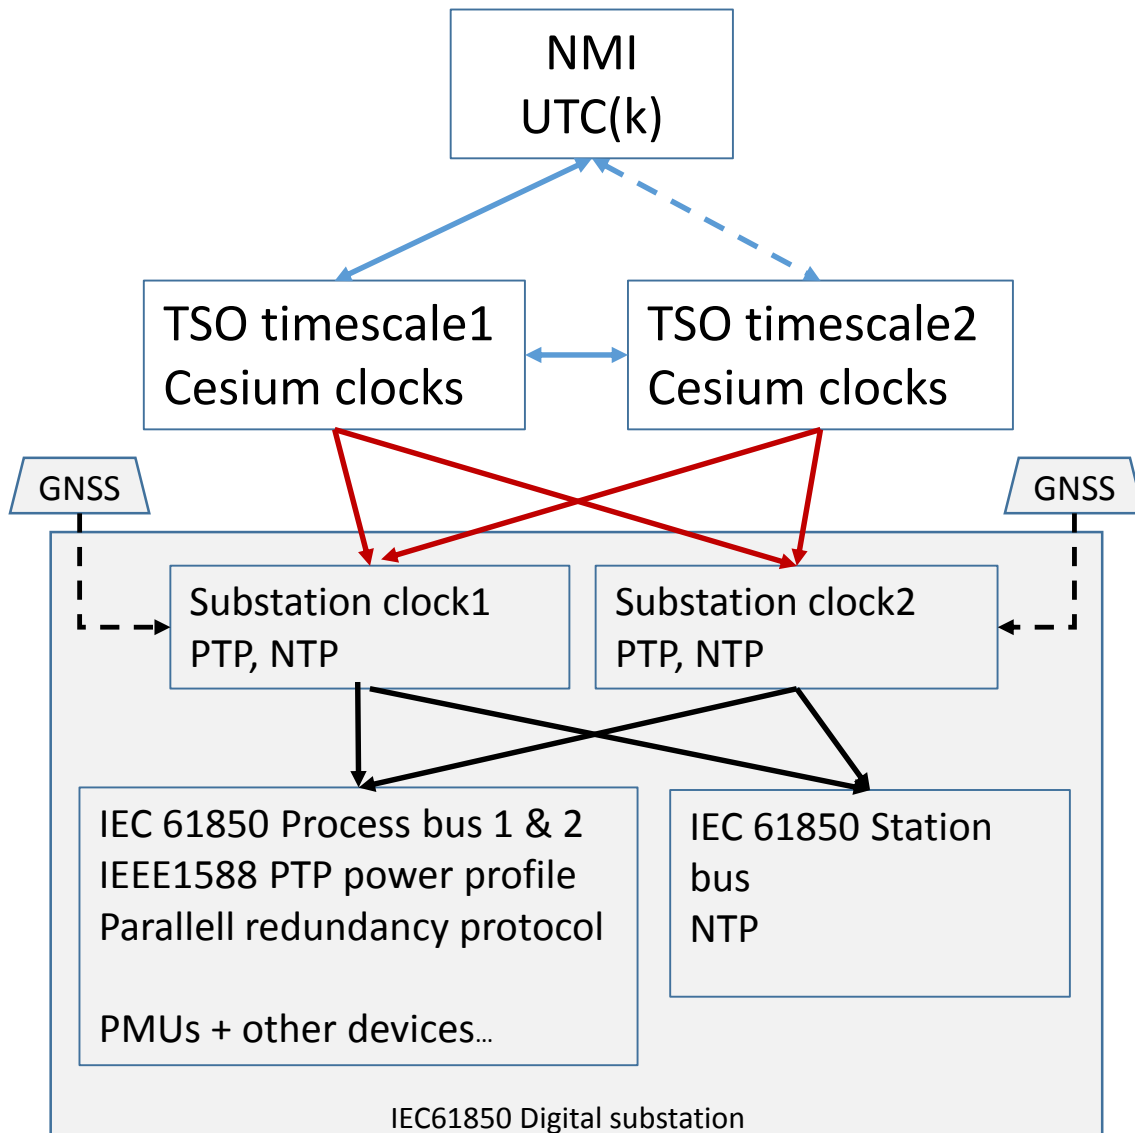 NMI
UTC(k)
TSO timescale1
Cesium clocks
TSO timescale2
Cesium clocks
GNSS
GNSS
Substation clock1
PTP, NTP
Substation clock2
PTP, NTP
IEC 61850 Process bus 1 & 2
IEEE1588 PTP power profile
Parallell redundancy protocol
PMUs + other devices...
IEC 61850 Station
bus
NTP
IEC61850 Digital substation